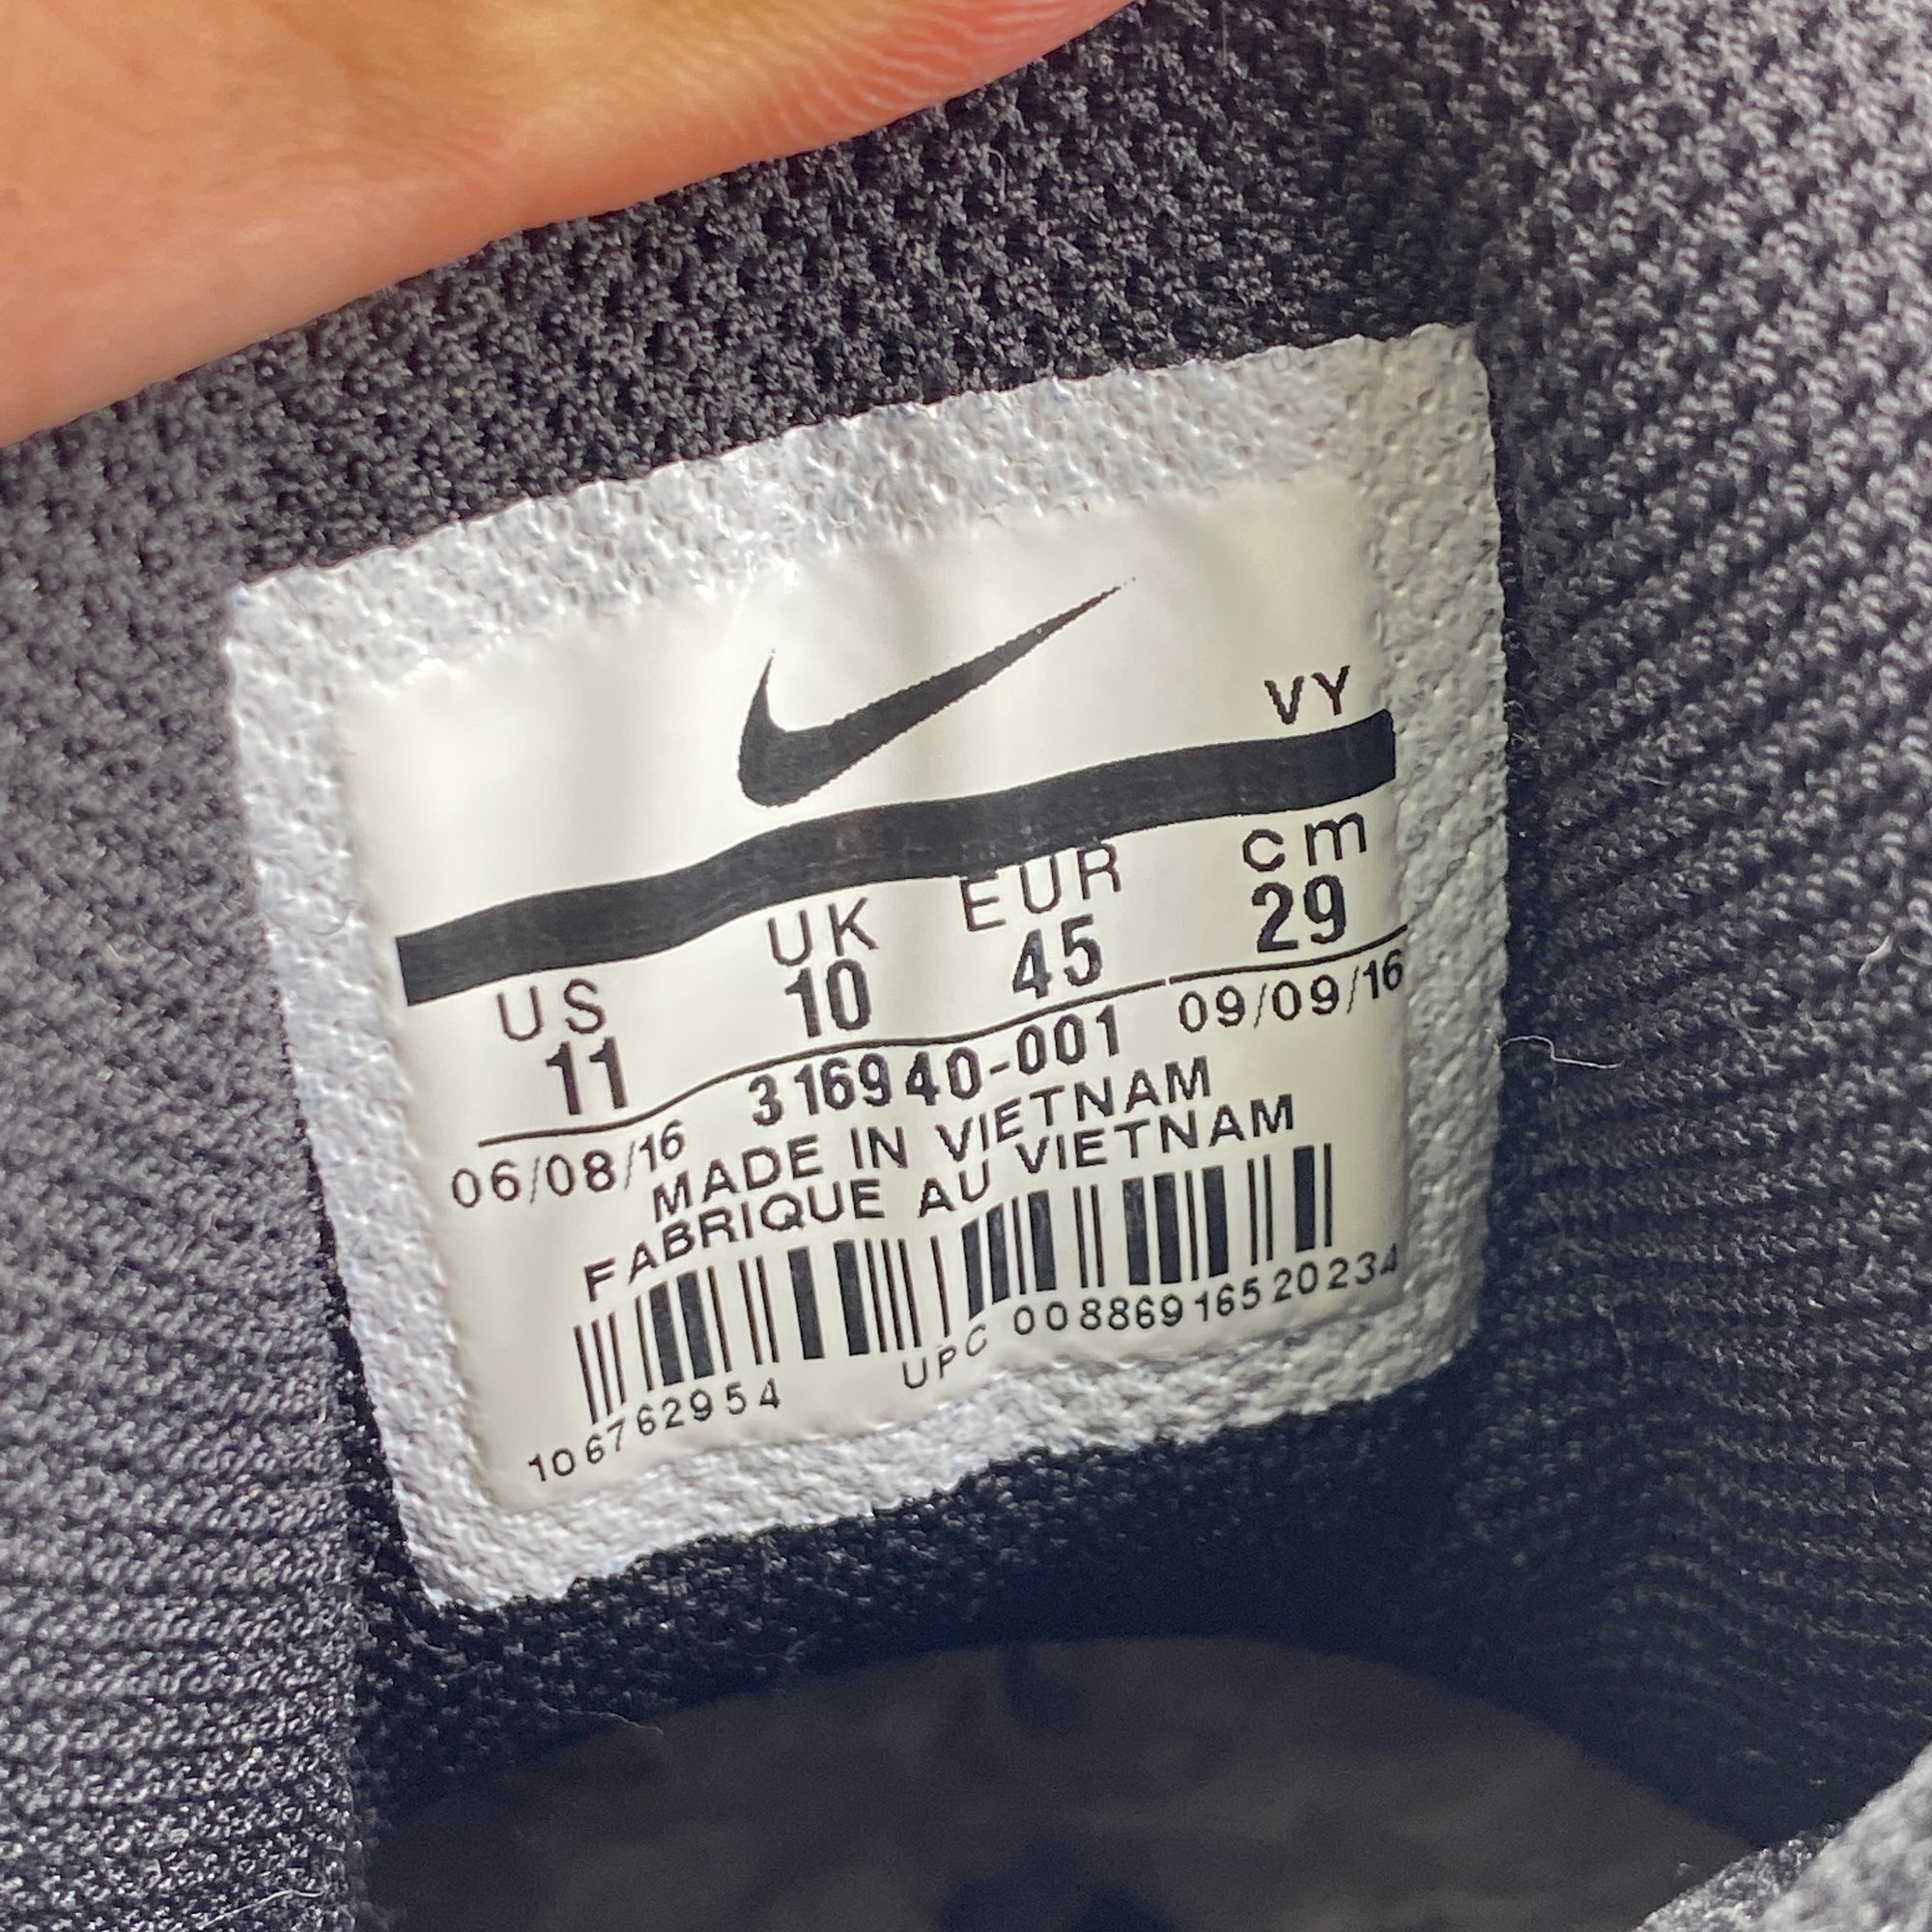 VY
US UK EUR cm
11 10 45 29
06/08/16 316940-001 09/09/16
MADE IN VIETNAM
FABRIQUE AU VIETNAM
106762954 UPC 00886916520234